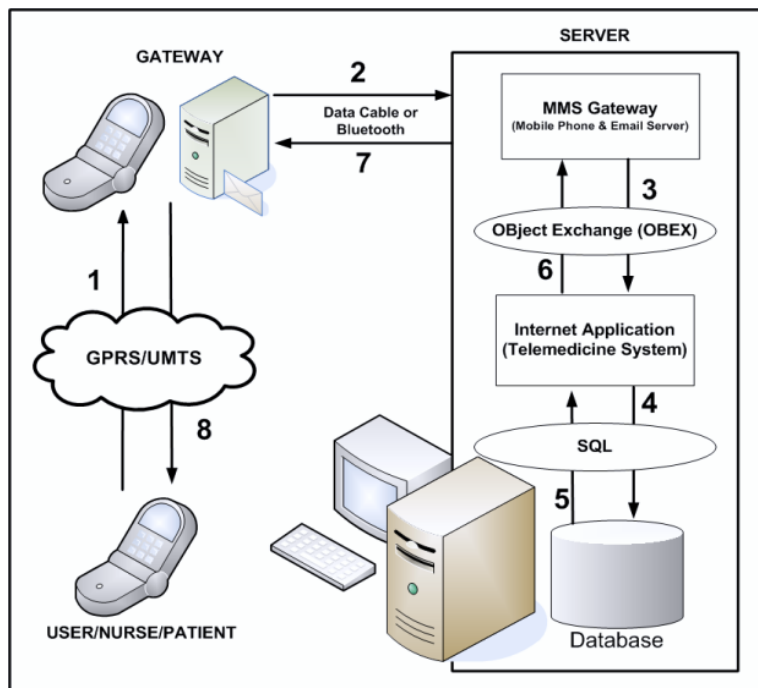 SERVER
GATEWAY
2
MMS Gateway
(Mobile Phone & Email Server)
Data Cable or
Bluetooth
7
3
OBject Exchange (OBEX)
1
6
Internet Application
(Telemedicine System)
GPRS/UMTS
4
8
SQL
5
USER/NURSE/PATIENT
Database